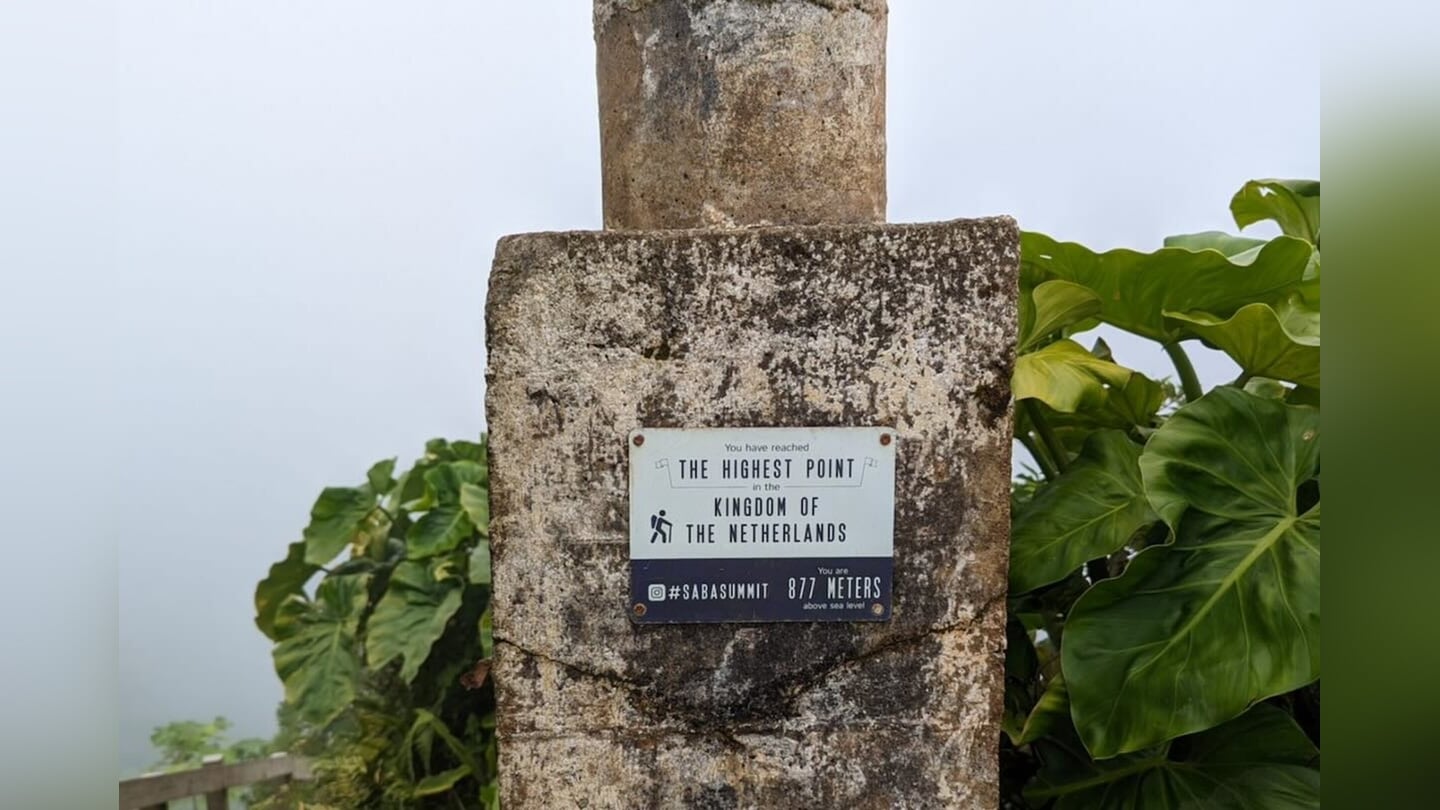 You have reached
THE HIGHEST POINT
in the
KINGDOM OF
THE NETHERLANDS
#SABASUMMIT
You are
877 METERS
above sea level